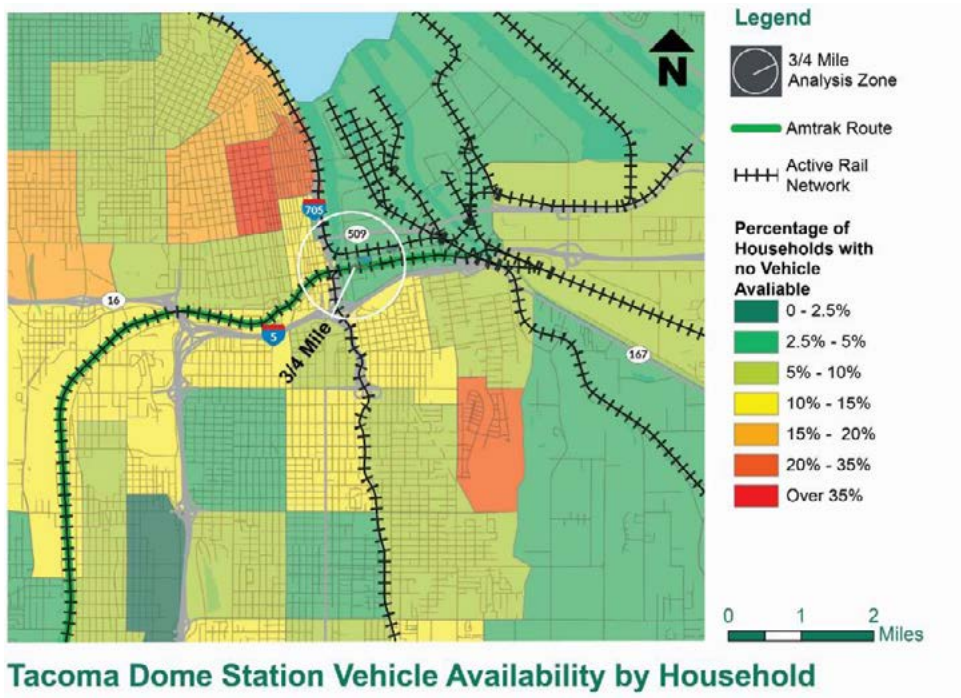 Legend
3/4 Mile
Analysis Zone
N
Amtrak Route
Active Rail
Network
705
509
Percentage of
Households with
no Vehicle
Avaliable
16
0 - 2.5%
5
3/4 Mile
2.5% - 5%
167
5% - 10%
10% - 15%
15% - 20%
20% - 35%
Over 35%
0 1 2
Miles
Tacoma Dome Station Vehicle Availability by Household